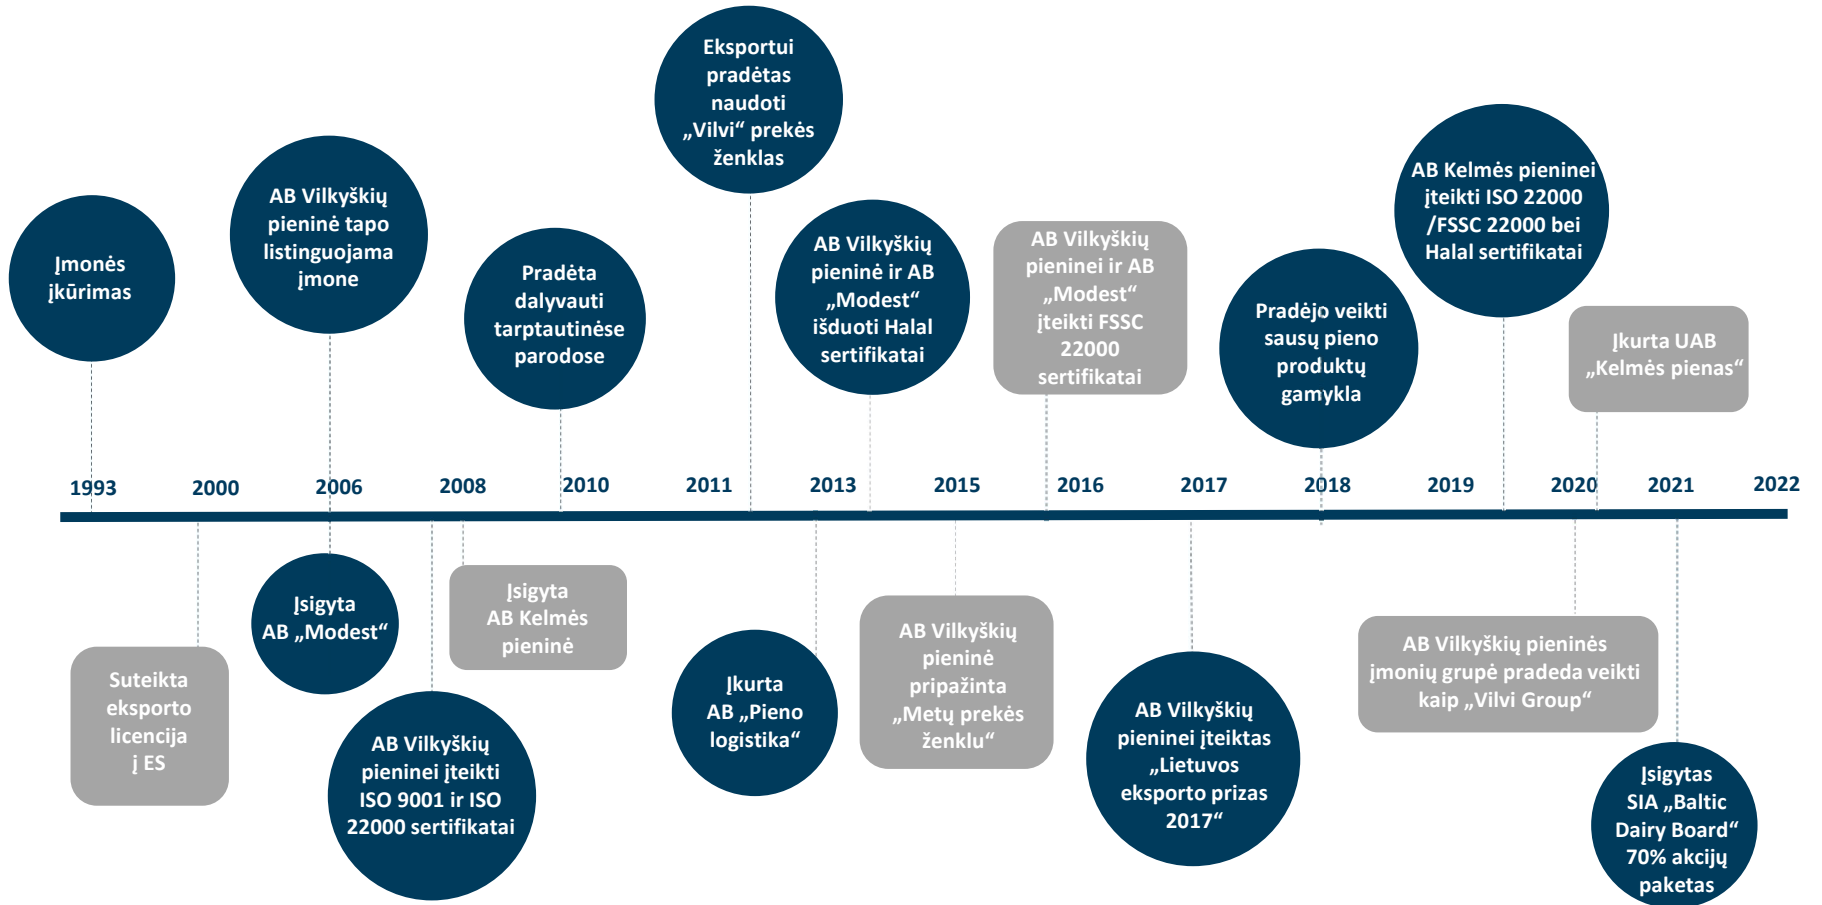 Įmonės
įkūrimas
AB Vilkyškių
pieninė tapo
listinguojama
įmone
Pradėta
dalyvauti
tarptautinėse
parodose
Eksportui
pradėtas
naudoti
„Vilvi“ prekės
ženklas
AB Vilkyškių
pieninė ir AB
„Modest“
išduoti Halal
sertifikatai
AB Vilkyškių
pieninei ir AB
„Modest“
įteikti FSSC
22000
sertifikatai
Pradėjo veikti
sausų pieno
produktų
gamykla
AB Kelmės pieninei
įteikti ISO 22000
/FSSC 22000 bei
Halal sertifikatai
Įkurta UAB
„Kelmės pienas“
1993 2000 2006 2008 2010 2011 2013 2015 2016 2017 2018 2019 2020 2021 2022
Suteikta
eksporto
licencija
į ES
Įsigyta
AB „Modest“
AB Vilkyškių
pieninei įteikti
ISO 9001 ir ISO
22000 sertifikatai
Įsigyta
AB Kelmės
pieninė
Įkurta
AB „Pieno
logistika“
AB Vilkyškių
pieninė
pripažinta
„Metų prekės
ženklu“
AB Vilkyškių
pieninei įteiktas
„Lietuvos
eksporto prizas
2017“
AB Vilkyškių pieninės
įmonių grupė pradeda veikti
kaip „Vilvi Group“
Įsigytas
SIA „Baltic
Dairy Board“
70% akcijų
paketas